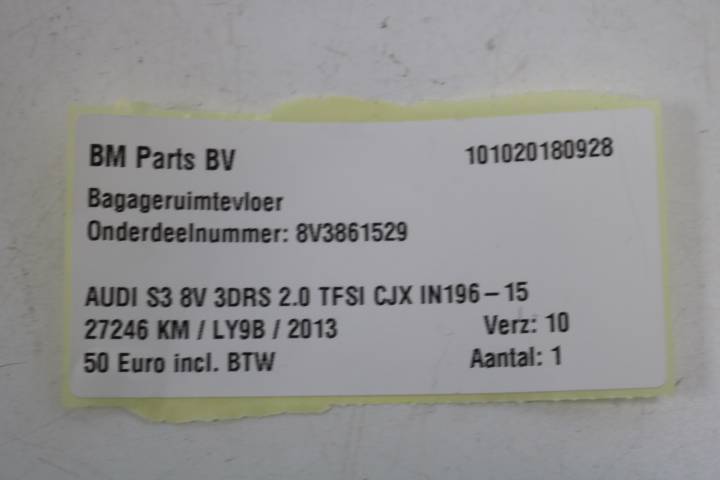 BM Parts BV 101020180928
Bagageruimtevloer
Onderdeelnummer: 8V3861529
AUDI S3 8V 3DRS 2.0 TFSI CJX IN196-15
27246 KM / LY9B / 2013 Verz: 10
50 Euro incl. BTW Aantal: 1